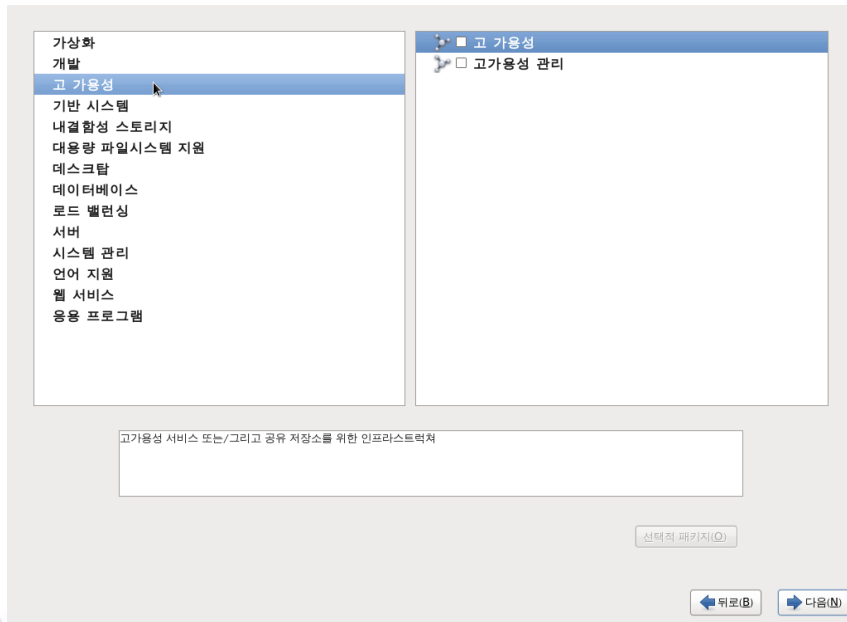 가상화
개발
고 가용성
기반 시스템
내결함성 스토리지
대용량 파일시스템 지원
데스크탑
데이터베이스
로드 밸런싱
서버
시스템 관리
언어 지원
웹 서비스
응용 프로그램
고 가용성
고가용성 관리
고가용성 서비스 또는/그리고 공유 저장소를 위한 인프라스트럭쳐
선택적 패키지(O)
뒤로(B)
다음(N)